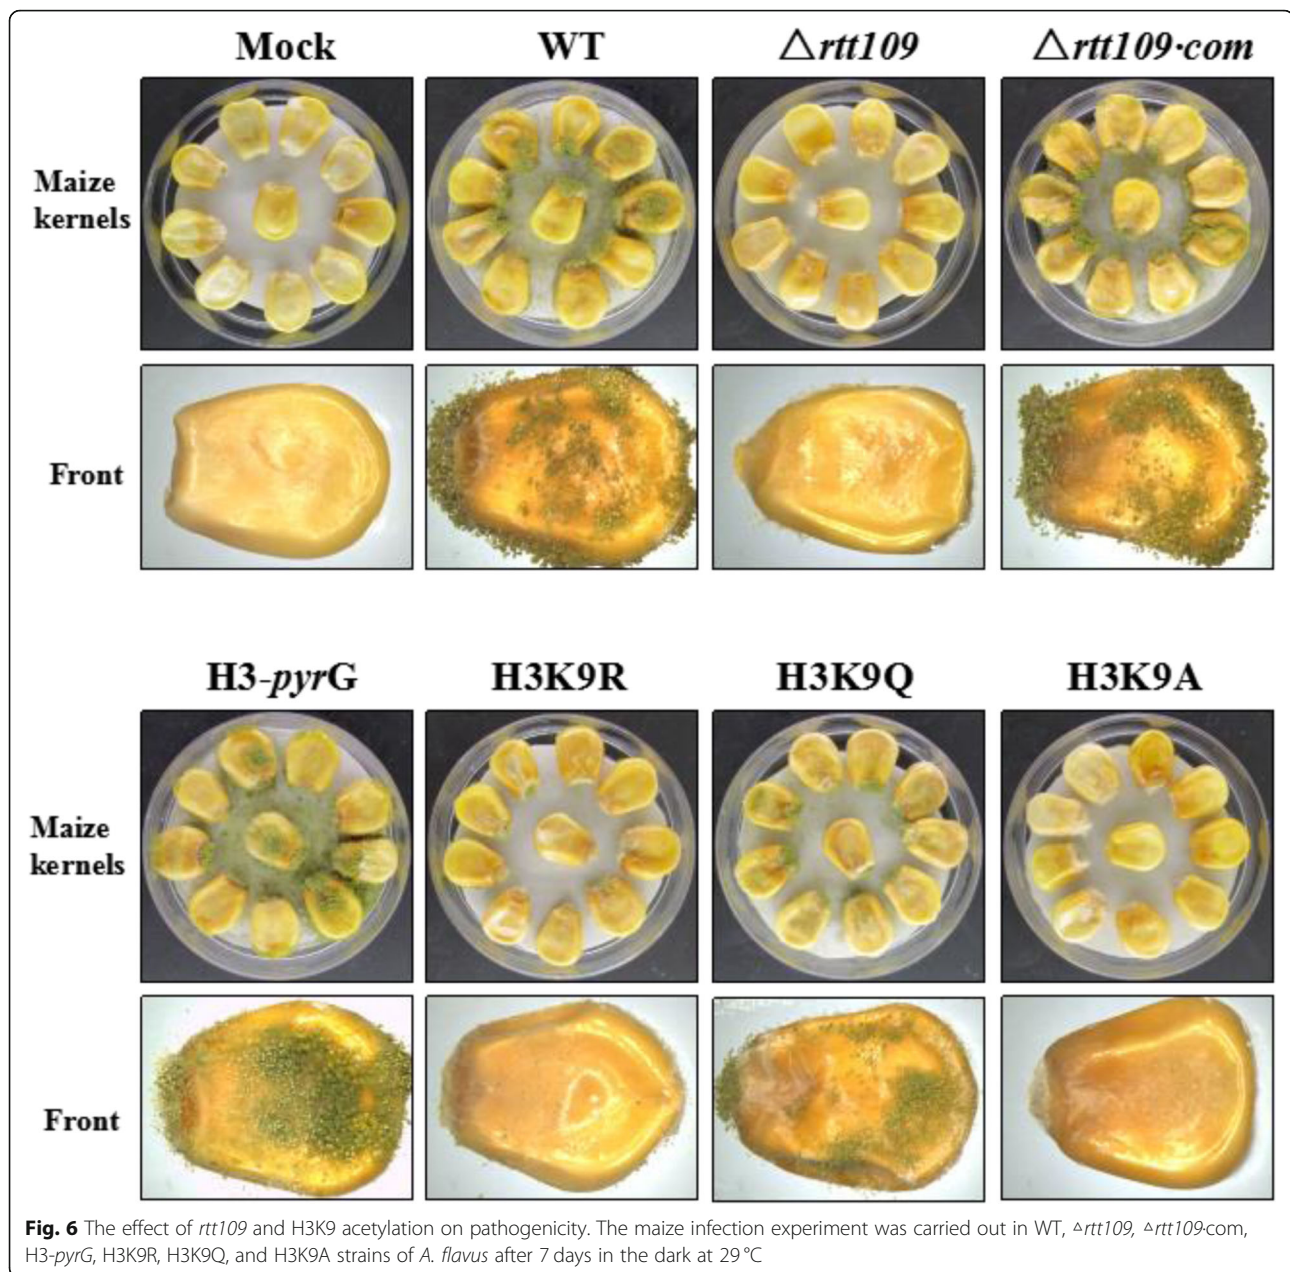 Mock WT △rtt109 △rtt109·com
Maize
kernels
Front
H3-pyrG H3K9R H3K9Q H3K9A
Maize
kernels
Front
Fig. 6 The effect of rtt109 and H3K9 acetylation on pathogenicity. The maize infection experiment was carried out in WT, △rtt109, △rtt109·com,
H3-pyrG, H3K9R, H3K9Q, and H3K9A strains of A. flavus after 7 days in the dark at 29 °C